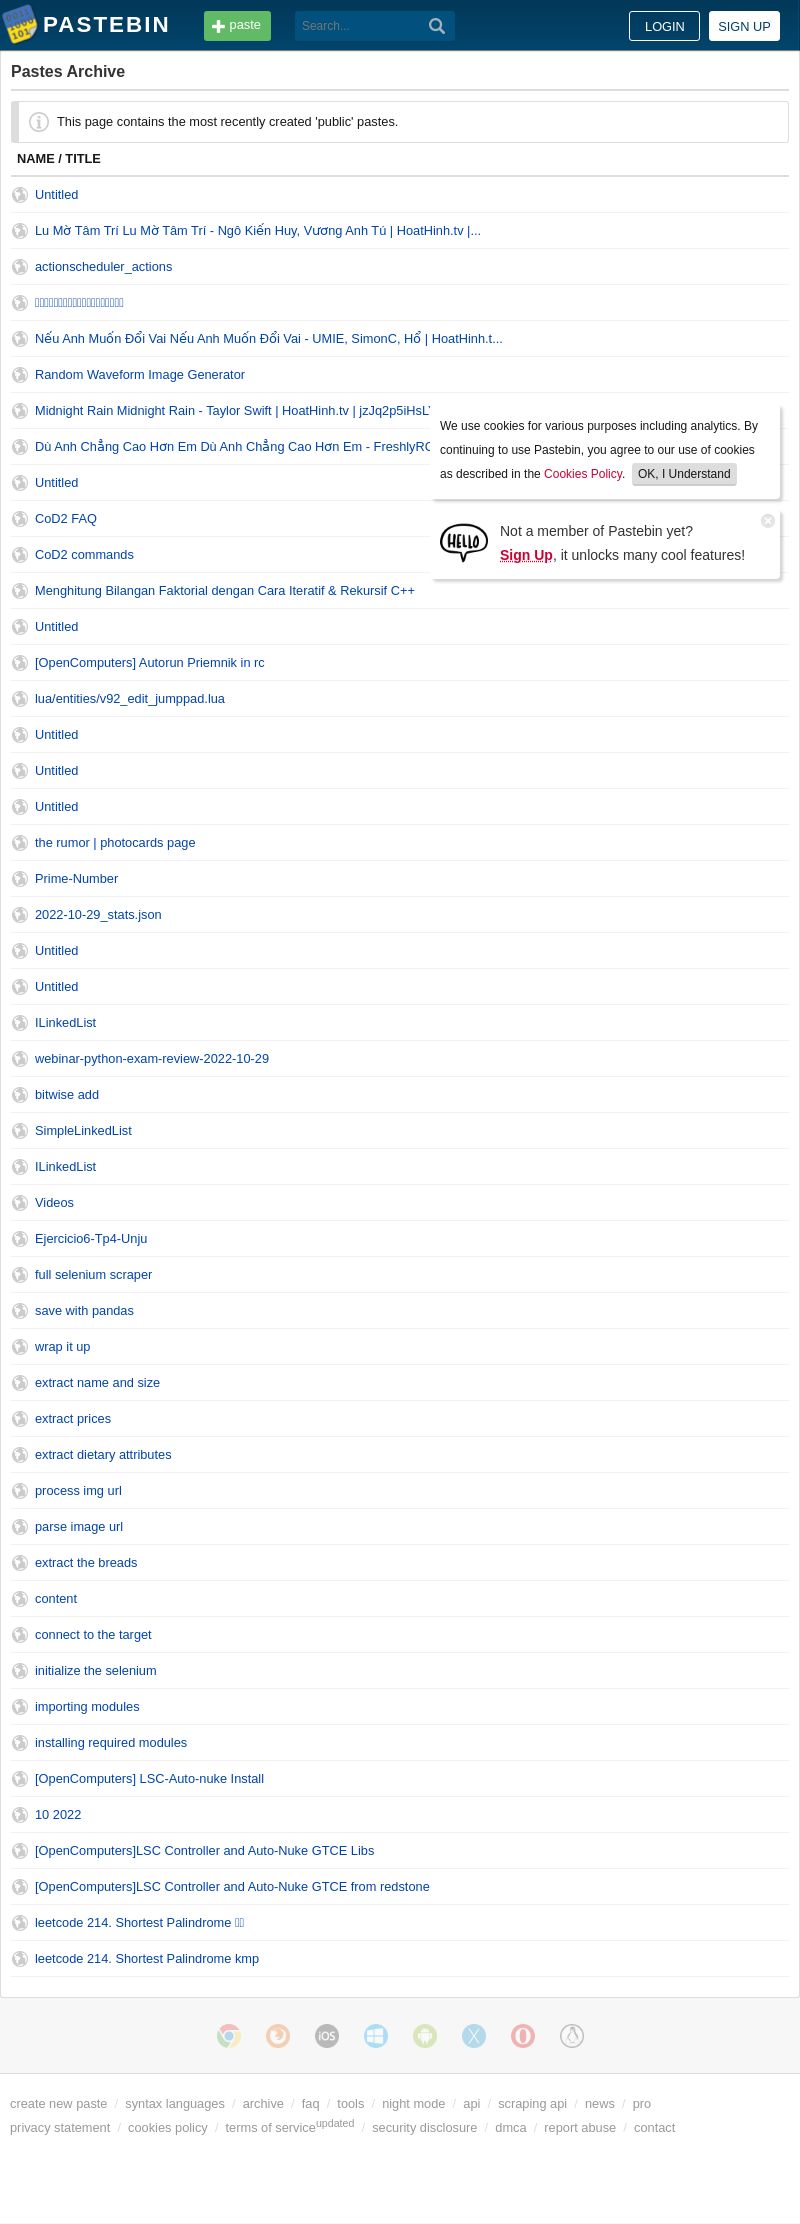 PASTEBIN
paste
Search...
LOGIN
SIGN UP
Pastes Archive
This page contains the most recently created 'public' pastes.
NAME / TITLE
Untitled
Lu Mờ Tâm Trí Lu Mờ Tâm Trí - Ngô Kiến Huy, Vương Anh Tú | HoatHinh.tv |...
actionscheduler_actions
Nếu Anh Muốn Đổi Vai Nếu Anh Muốn Đổi Vai - UMIE, SimonC, Hổ | HoatHinh.t...
Random Waveform Image Generator
Midnight Rain Midnight Rain - Taylor Swift | HoatHinh.tv |
Dù Anh Chẳng Cao Hơn Em Dù Anh Chẳng Cao Hơn Em -
Untitled
CoD2 FAQ
CoD2 commands
We use cookies for various purposes including analytics. By
continuing to use Pastebin, you agree to our use of cookies
as described in the Cookies Policy. OK, I Understand
HELLO
Not a member of Pastebin yet?
Sign Up, it unlocks many cool features!
Menghitung Bilangan Faktorial dengan Cara Iteratif & Rekursif C++
Untitled
[OpenComputers] Autorun Priemnik in rc
lua/entities/v92_edit_jumppad.lua
Untitled
Untitled
Untitled
the rumor | photocards page
Prime-Number
2022-10-29_stats.json
Untitled
Untitled
ILinkedList
webinar-python-exam-review-2022-10-29
bitwise add
SimpleLinkedList
ILinkedList
Videos
Ejercicio6-Tp4-Unju
full selenium scraper
save with pandas
wrap it up
extract name and size
extract prices
extract dietary attributes
process img url
parse image url
extract the breads
content
connect to the target
initialize the selenium
importing modules
installing required modules
[OpenComputers] LSC-Auto-nuke Install
10 2022
[OpenComputers]LSC Controller and Auto-Nuke GTCE Libs
[OpenComputers]LSC Controller and Auto-Nuke GTCE from redstone
leetcode 214. Shortest Palindrome
leetcode 214. Shortest Palindrome kmp
iOS
create new paste / syntax languages / archive / faq / tools / night mode / api / scraping api / news / pro
privacy statement / cookies policy / terms of service updated / security disclosure / dmca / report abuse / contact